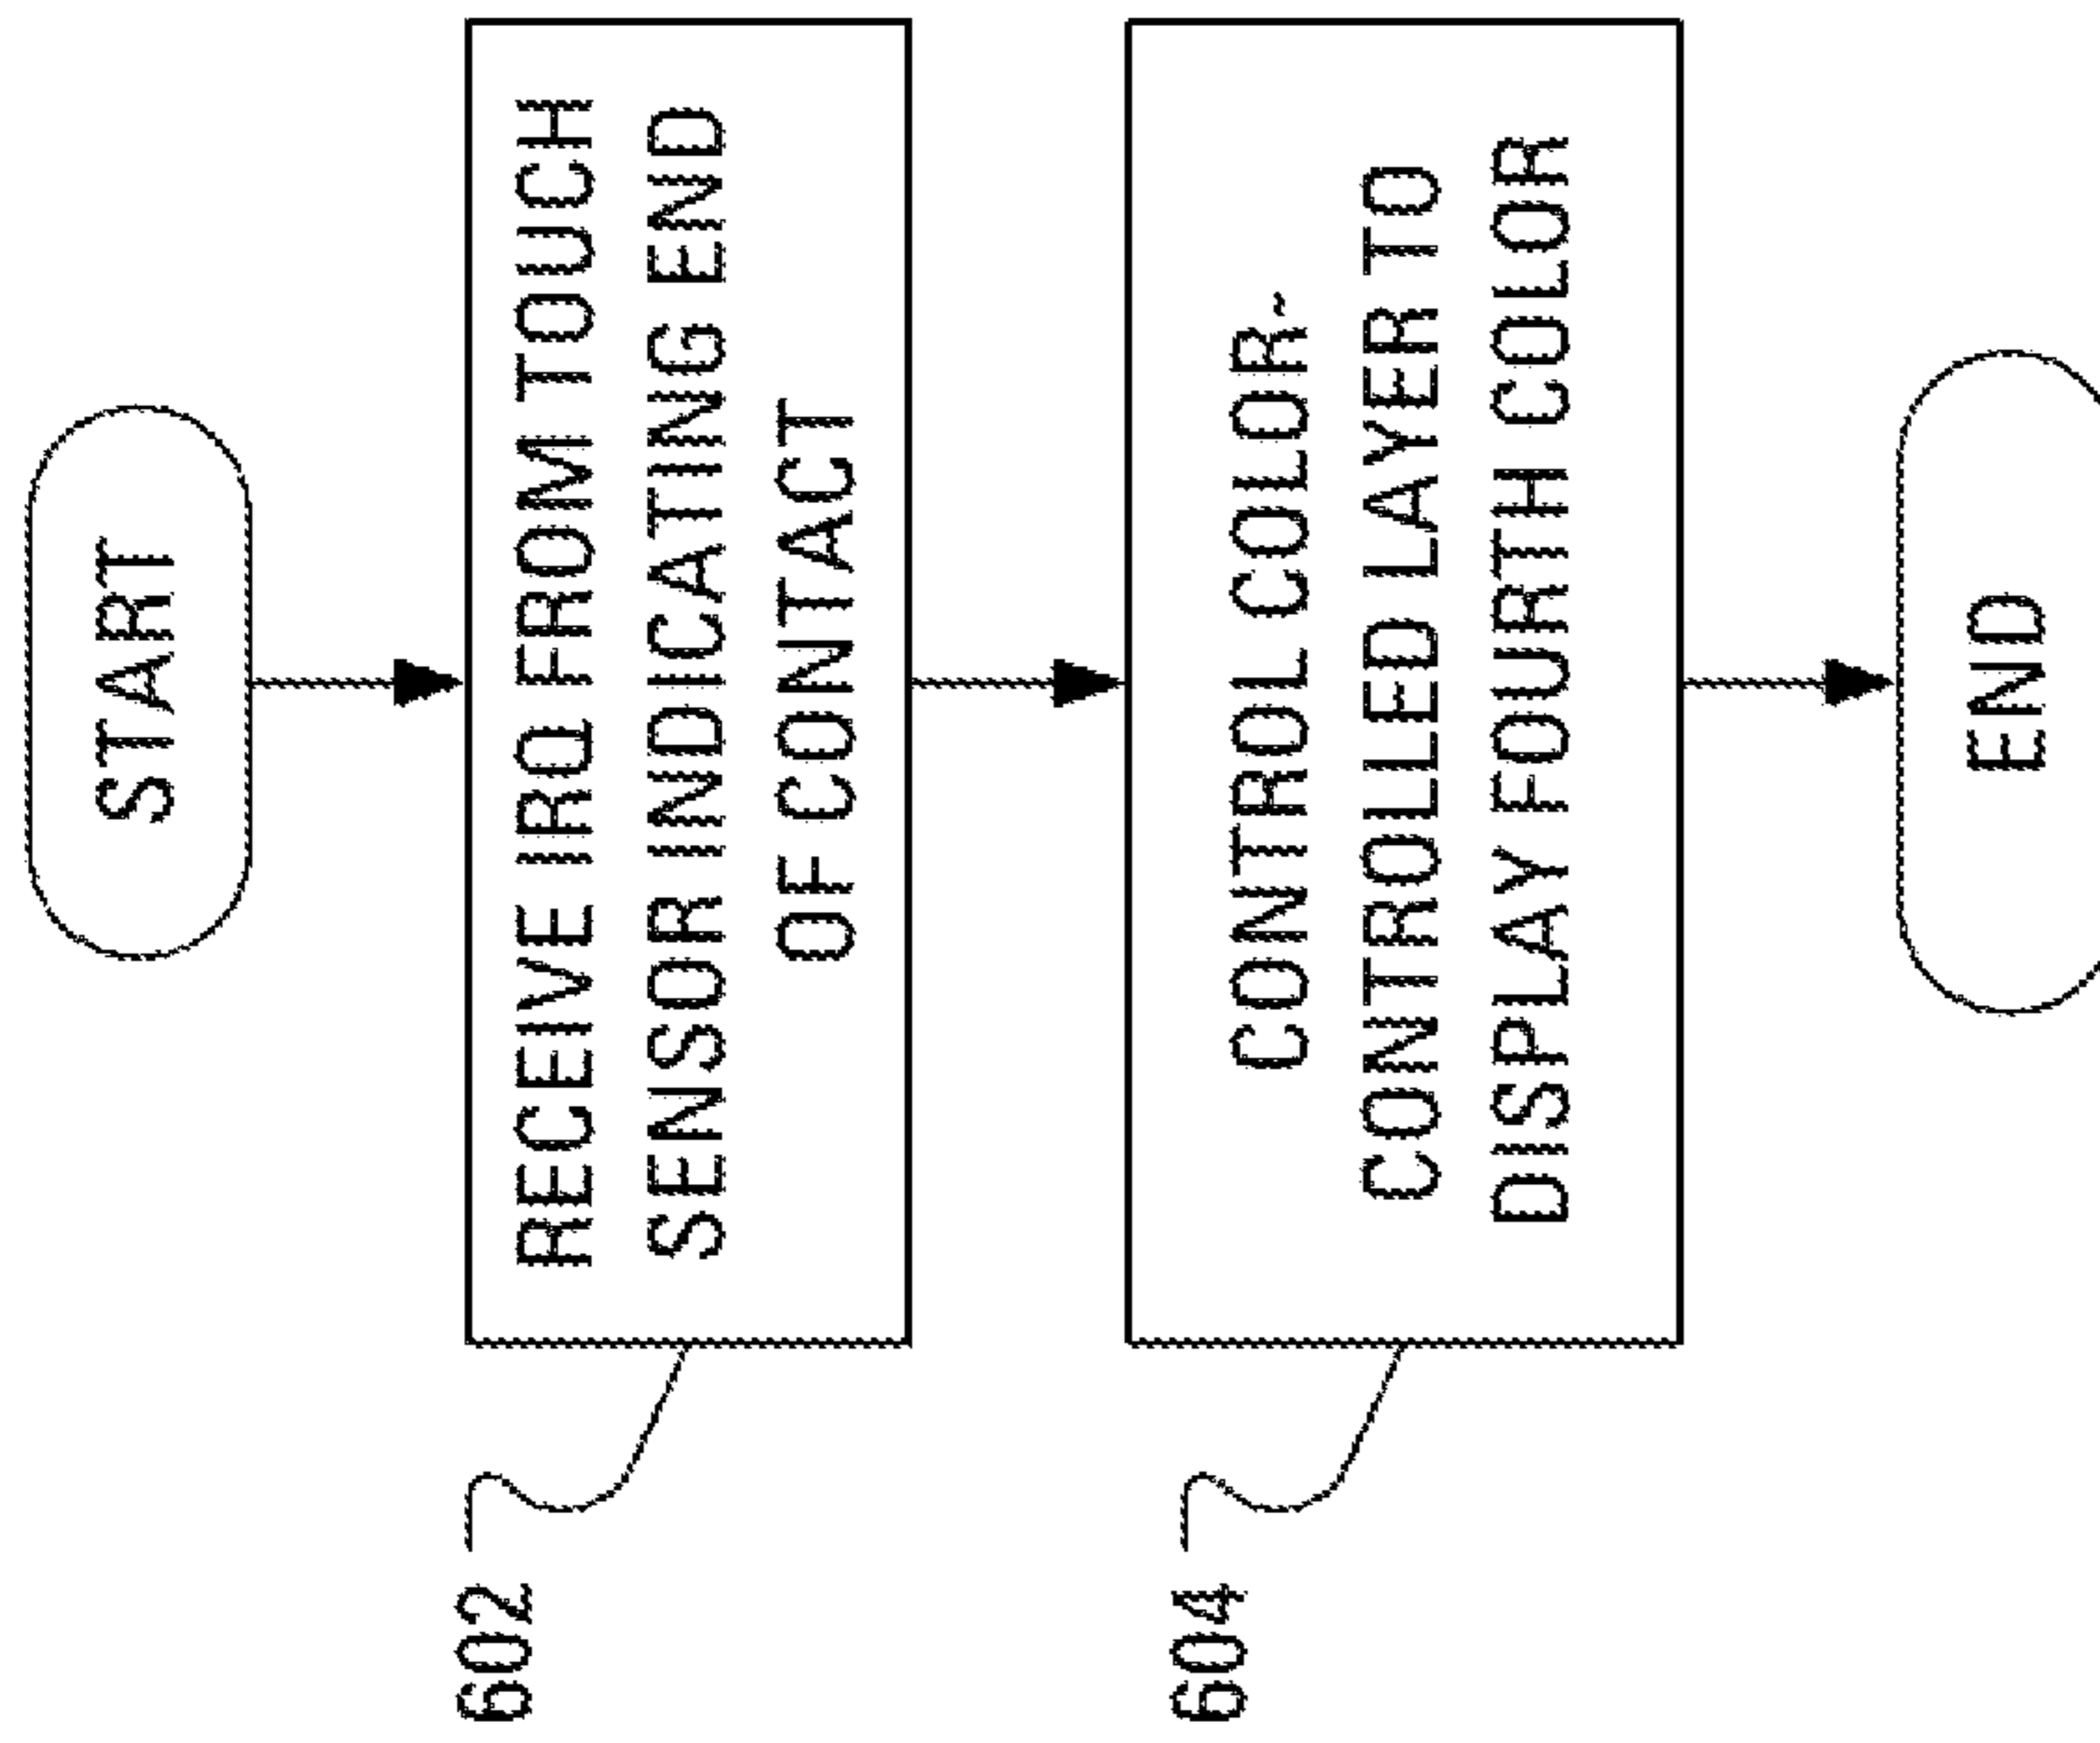 START
RECEIVE IRQ FROM TOUCH
SENSOR INDICATING END
OF CONTACT
602
CONTROL COLOR-
CONTROLLED LAYER TO
DISPLAY FOURTH COLOR
604
END